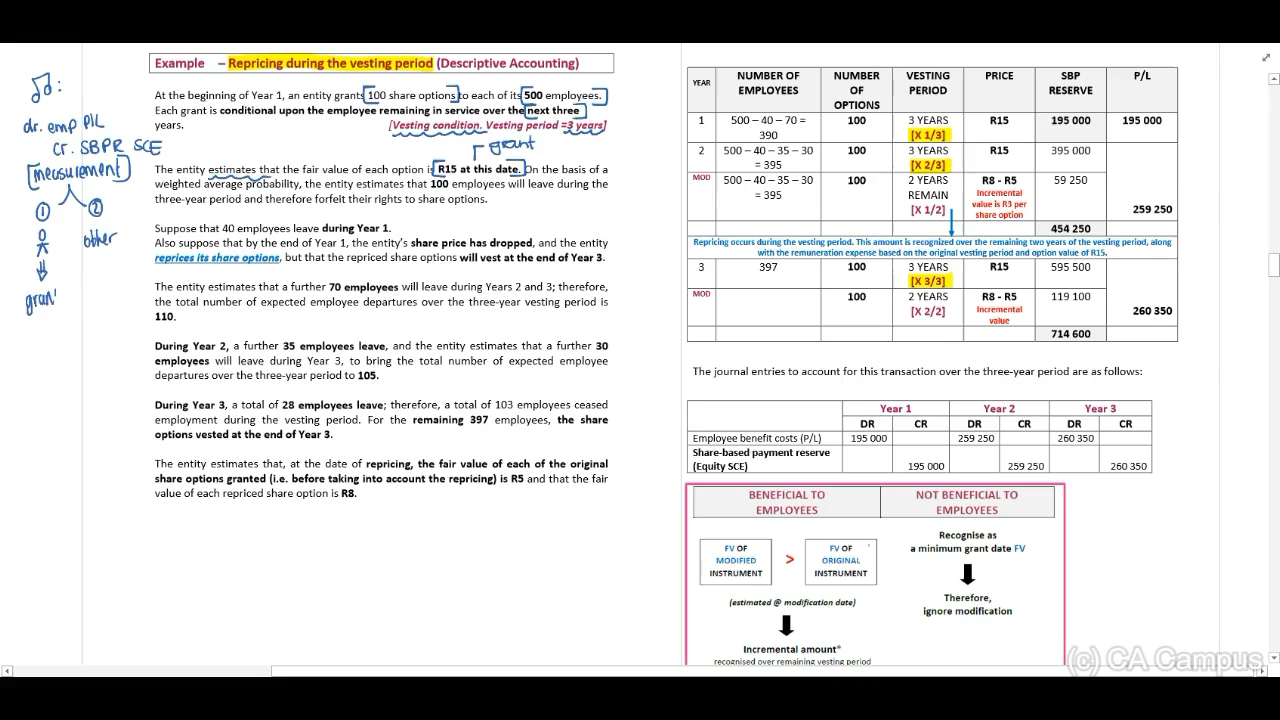 Example – Repricing during the vesting period (Descriptive Accounting)
At the beginning of Year 1, an entity grants 100 share options to each of its 500 employees.
Each grant is conditional upon the employee remaining in service over the next three
years. [Vesting condition. Vesting period =3 years]
grant
The entity estimates that the fair value of each option is R15 at this date. On the basis of a
weighted average probability, the entity estimates that 100 employees will leave during the
three-year period and therefore forfeit their rights to share options.
Suppose that 40 employees leave during Year 1.
Also suppose that by the end of Year 1, the entity's share price has dropped, and the entity
reprices its share options, but that the repriced share options will vest at the end of Year 3.
The entity estimates that a further 70 employees will leave during Years 2 and 3; therefore,
the total number of expected employee departures over the three-year vesting period is
110.
During Year 2, a further 35 employees leave, and the entity estimates that a further 30
employees will leave during Year 3, to bring the total number of expected employee
departures over the three-year period to 105.
During Year 3, a total of 28 employees leave; therefore, a total of 103 employees ceased
employment during the vesting period. For the remaining 397 employees, the share
options vested at the end of Year 3.
The entity estimates that, at the date of repricing, the fair value of each of the original
share options granted (i.e. before taking into account the repricing) is R5 and that the fair
value of each repriced share option is R8.
dr. emp P/L
cr. SBPR SCE
[measurement]
1 2
other
gran
YEAR NUMBER OF EMPLOYEES NUMBER OF OPTIONS VESTING PERIOD PRICE SBP RESERVE P/L
1 500 – 40 – 70 = 390 100 3 YEARS [X 1/3] R15 195 000 195 000
2 500 – 40 – 35 – 30 = 395 100 3 YEARS [X 2/3] R15 395 000
MOD 500 – 40 – 35 – 30 = 395 100 2 YEARS REMAIN [X 1/2] R8 - R5 Incremental value is R3 per share option 59 250 259 250
454 250
Repricing occurs during the vesting period. This amount is recognized over the remaining two years of the vesting period, along
with the remuneration expense based on the original vesting period and option value of R15.
3 397 100 3 YEARS [X 3/3] R15 595 500
MOD 100 2 YEARS [X 2/2] R8 - R5 Incremental value 119 100 260 350
714 600
The journal entries to account for this transaction over the three-year period are as follows:
Year 1 Year 2 Year 3
DR CR DR CR DR CR
Employee benefit costs (P/L) 195 000 259 250 260 350
Share-based payment reserve
(Equity SCE) 195 000 259 250 260 350
BENEFICIAL TO EMPLOYEES
NOT BENEFICIAL TO EMPLOYEES
FV OF MODIFIED INSTRUMENT > FV OF ORIGINAL INSTRUMENT
(estimated @ modification date)
Incremental amount*
recognised over remaining vesting period
Recognise as
a minimum grant date FV
Therefore,
ignore modification
(c) CA Campus